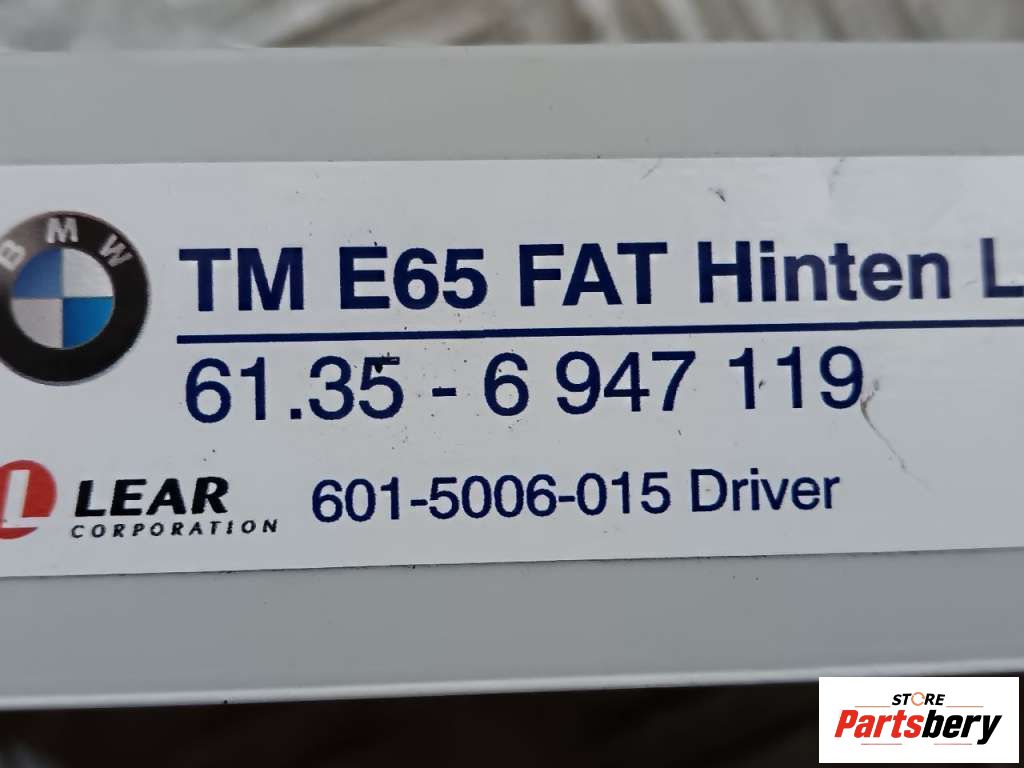 BMW
TM E65 FAT Hinten L
61.35 - 6 947 119
L LEAR
CORPORATION
601-5006-015 Driver
STORE
Partsbery